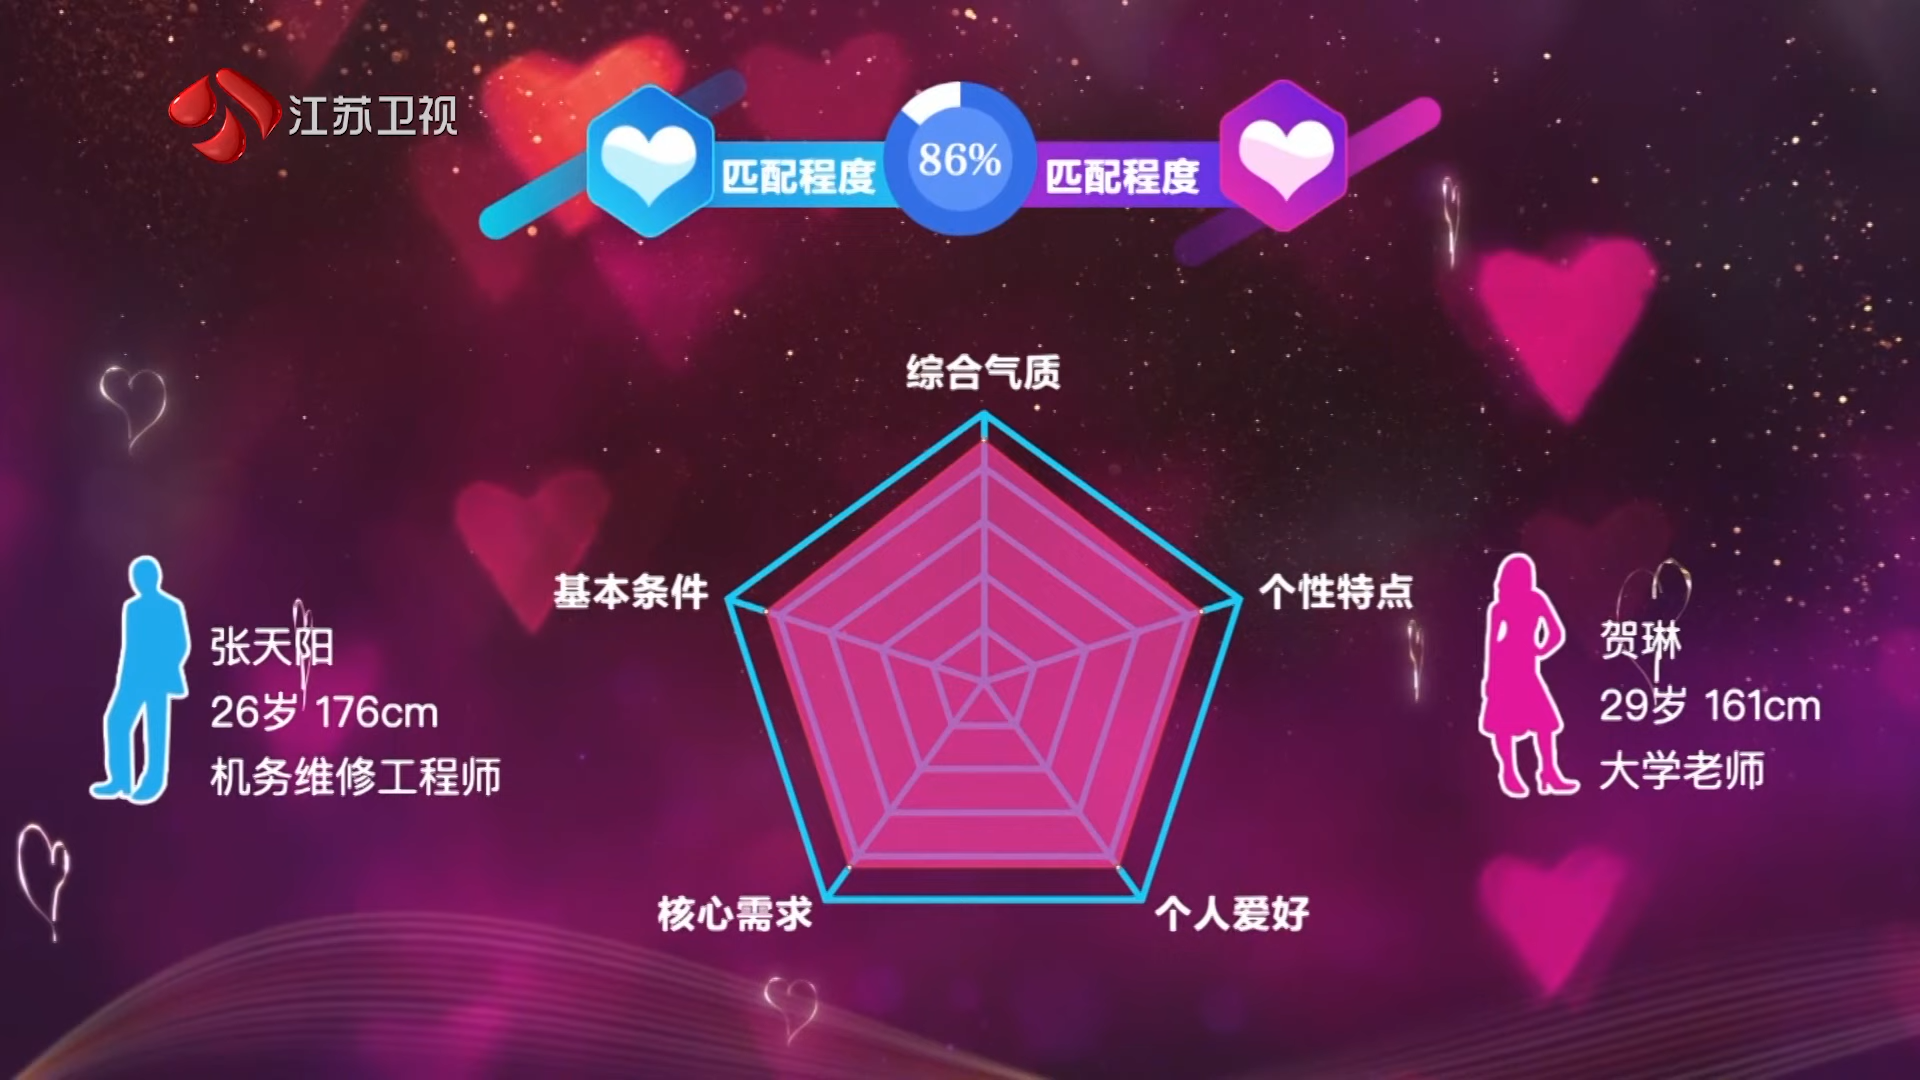 江苏卫视
匹配程度
86%
匹配程度
综合气质
基本条件
个性特点
核心需求
个人爱好
张天阳
26岁 176cm
机务维修工程师
贺琳
29岁 161cm
大学老师